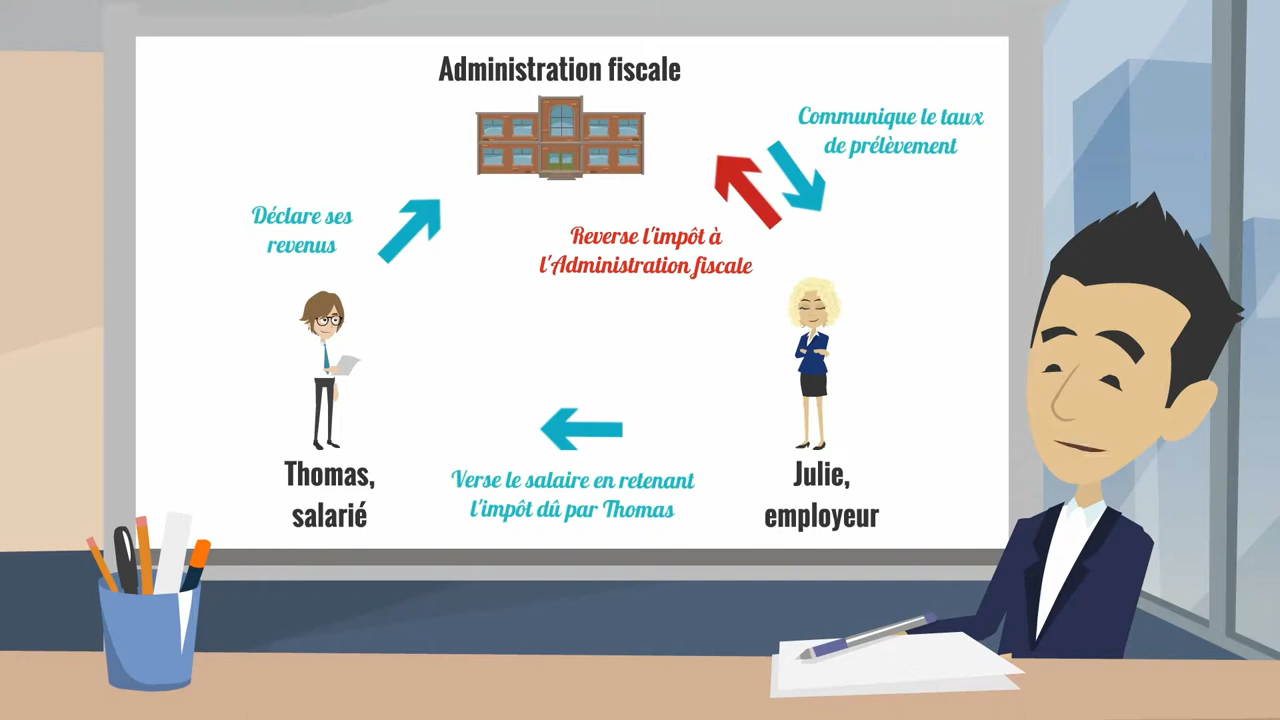 Administration fiscale
Communique le taux
de prélèvement
Déclare ses
revenus
Reverse l'impôt à
l'Administration fiscale
Thomas,
salarié
Verse le salaire en retenant
l'impôt dû par Thomas
Julie,
employeur